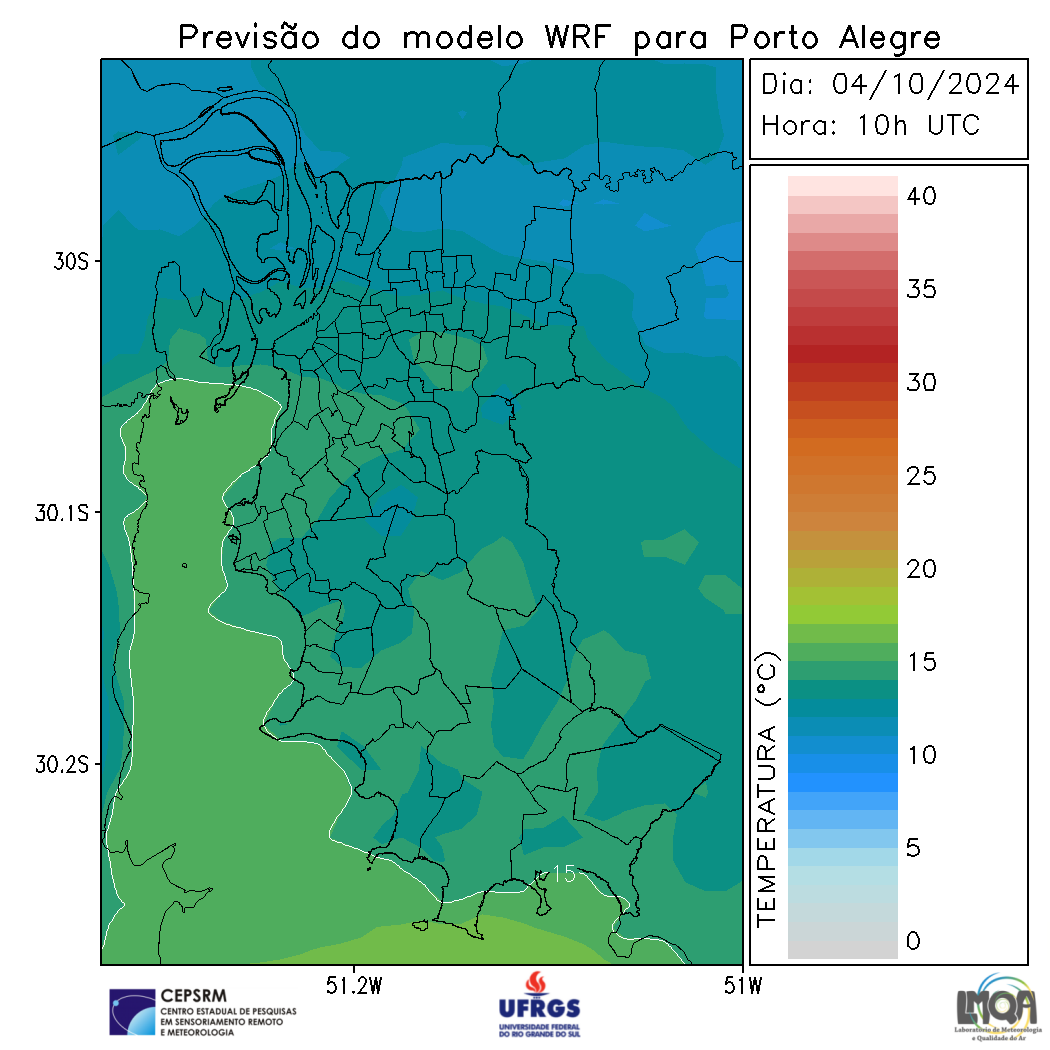 Previsão do modelo WRF para Porto Alegre
Dia: 04/10/2024
Hora: 10h UTC
40
35
30
25
20
15
10
5
0
TEMPERATURA (°C)
30S
30.1S
30.2S
15
51.2W
51W
CEPSRM
CENTRO ESTADUAL DE PESQUISAS
EM SENSORIAMENTO REMOTO
E METEOROLOGIA
UFRGS
UNIVERSIDADE FEDERAL
DO RIO GRANDE DO SUL
LMQA
Laboratório de Meteorologia
e Qualidade do Ar